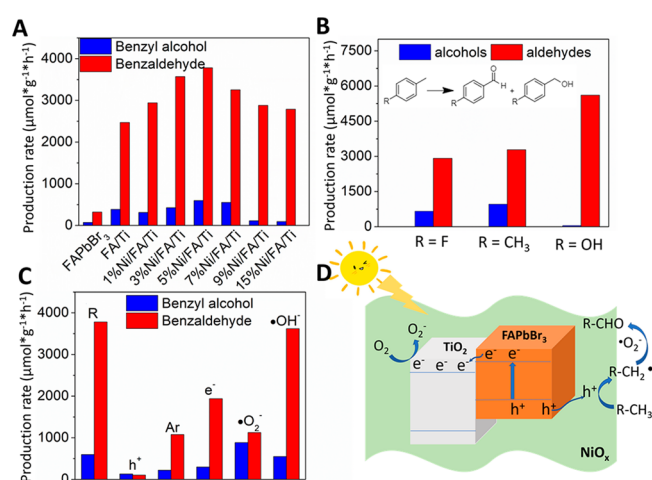 A
Production rate (μmol*g⁻¹*h⁻¹)
4000
3000
2000
1000
0
Benzyl alcohol
Benzaldehyde
FAPbBr₃
FA/Ti
1%Ni/FA/Ti
3%Ni/FA/Ti
5%Ni/FA/Ti
7%Ni/FA/Ti
9%Ni/FA/Ti
15%Ni/FA/Ti
B
Production rate (μmol*g⁻¹*h⁻¹)
7500
6000
4500
3000
1500
0
alcohols aldehydes
R
R
O
H
+
R
OH
R = F
R = CH₃
R = OH
C
Production rate (μmol*g⁻¹*h⁻¹)
4000
3000
2000
1000
0
Benzyl alcohol
Benzaldehyde
R
h⁺
Ar
e⁻
•O₂⁻
•OH⁻
D
O₂
O₂⁻
TiO₂
FAPbBr₃
e⁻ e⁻ e⁻ e⁻ e⁻
h⁺ h⁺ h⁺
R-CHO
•O₂⁻
R-CH₂•
R-CH₃
NiOₓ